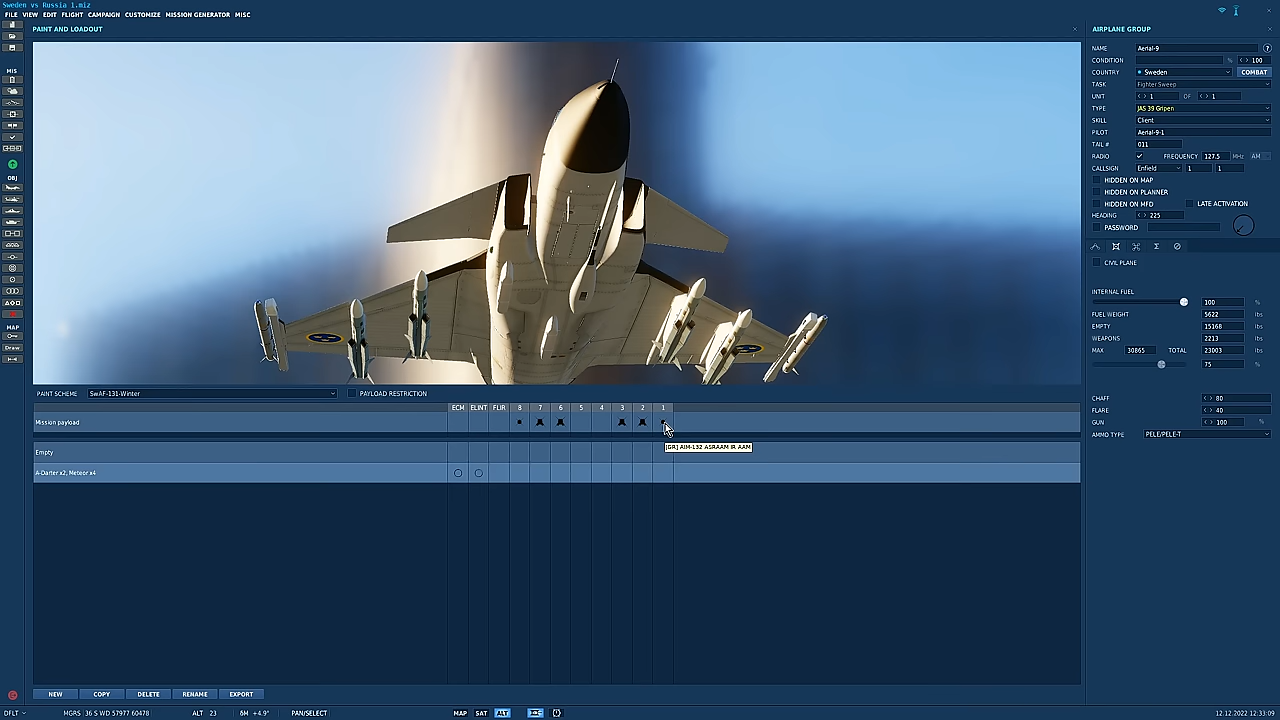 Sweden vs Russia 1.miz
FILE VIEW EDIT FLIGHT CAMPAIGN CUSTOMIZE MISSION GENERATOR MISC
PAINT AND LOADOUT
MIS
OBJ
MAP
Draw
PAINT SCHEME SwAF-131-Winter PAYLOAD RESTRICTION
ECM ELINT FLIR 8 7 6 5 4 3 2 1
Mission payload
[GR] AIM-132 ASRAAM IR AAM
Empty
A-Darter x2, Meteor x4
NEW COPY DELETE RENAME EXPORT
AIRPLANE GROUP
NAME Aerial-9 ?
CONDITION % <> 100
COUNTRY Sweden COMBAT
TASK Fighter Sweep
UNIT <> 1 OF <> 1
TYPE JAS 39 Gripen
SKILL Client
PILOT Aerial-9-1
TAIL # 011
RADIO FREQUENCY 127.5 MHz AM
CALLSIGN Enfield 1 1
HIDDEN ON MAP
HIDDEN ON PLANNER
HIDDEN ON MFD LATE ACTIVATION
HEADING <> 225
PASSWORD
CIVIL PLANE
INTERNAL FUEL 100 %
FUEL WEIGHT 5622 lbs
EMPTY 15168 lbs
WEAPONS 2213 lbs
MAX 30865 TOTAL 23003 lbs
75 %
CHAFF <> 80
FLARE <> 40
GUN <> 100 %
AMMO TYPE PELE/PELE-T
DFLT MGRS 36 S WD 57977 60478 ALT 23 δM +4.9° PAN/SELECT MAP SAT ALT 12.12.2022 12:33:09